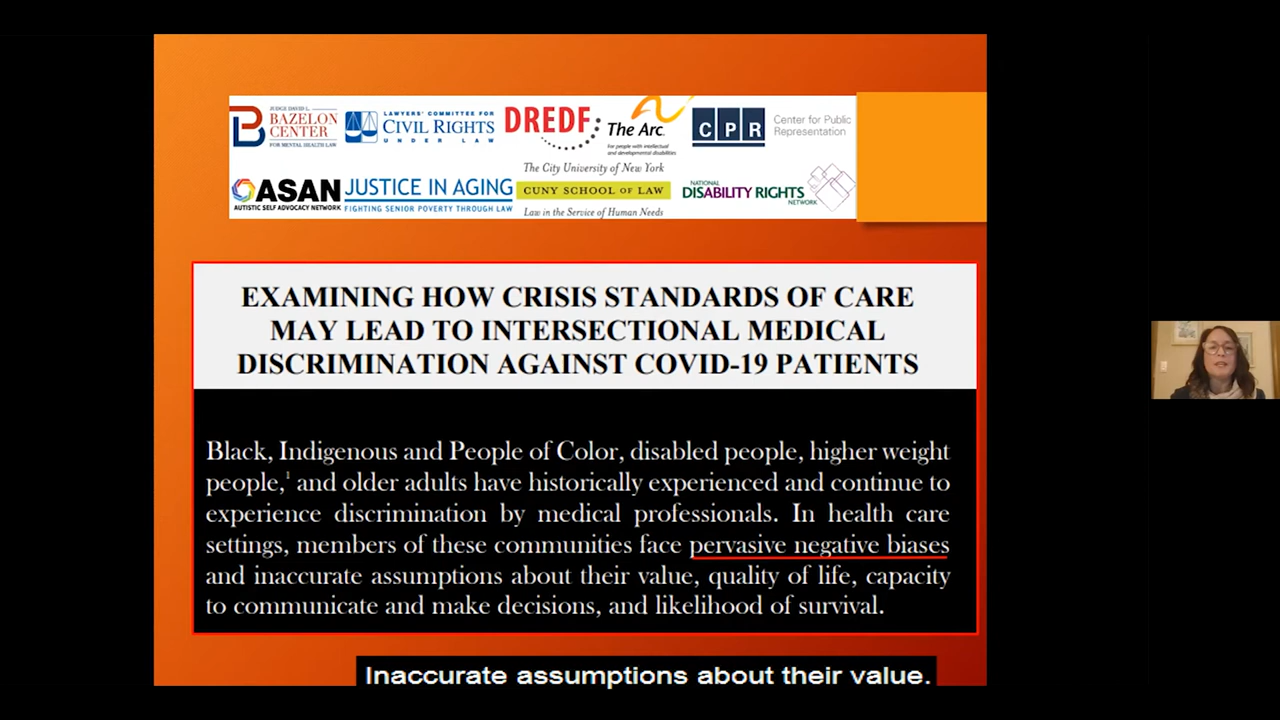 JUDGE DAVID L.
BAZELON
CENTER
FOR MENTAL HEALTH LAW
LAWYERS' COMMITTEE FOR
CIVIL RIGHTS
UNDER LAW
DREDF
The Arc.
For people with intellectual
and developmental disabilities
CPR
Center for Public
Representation
ASAN
AUTISTIC SELF ADVOCACY NETWORK
JUSTICE IN AGING
FIGHTING SENIOR POVERTY THROUGH LAW
The City University of New York
CUNY SCHOOL OF LAW
Law in the Service of Human Needs
NATIONAL
DISABILITY RIGHTS
NETWORK
EXAMINING HOW CRISIS STANDARDS OF CARE
MAY LEAD TO INTERSECTIONAL MEDICAL
DISCRIMINATION AGAINST COVID-19 PATIENTS
Black, Indigenous and People of Color, disabled people, higher weight
people,¹ and older adults have historically experienced and continue to
experience discrimination by medical professionals. In health care
settings, members of these communities face pervasive negative biases
and inaccurate assumptions about their value, quality of life, capacity
to communicate and make decisions, and likelihood of survival.
Inaccurate assumptions about their value.